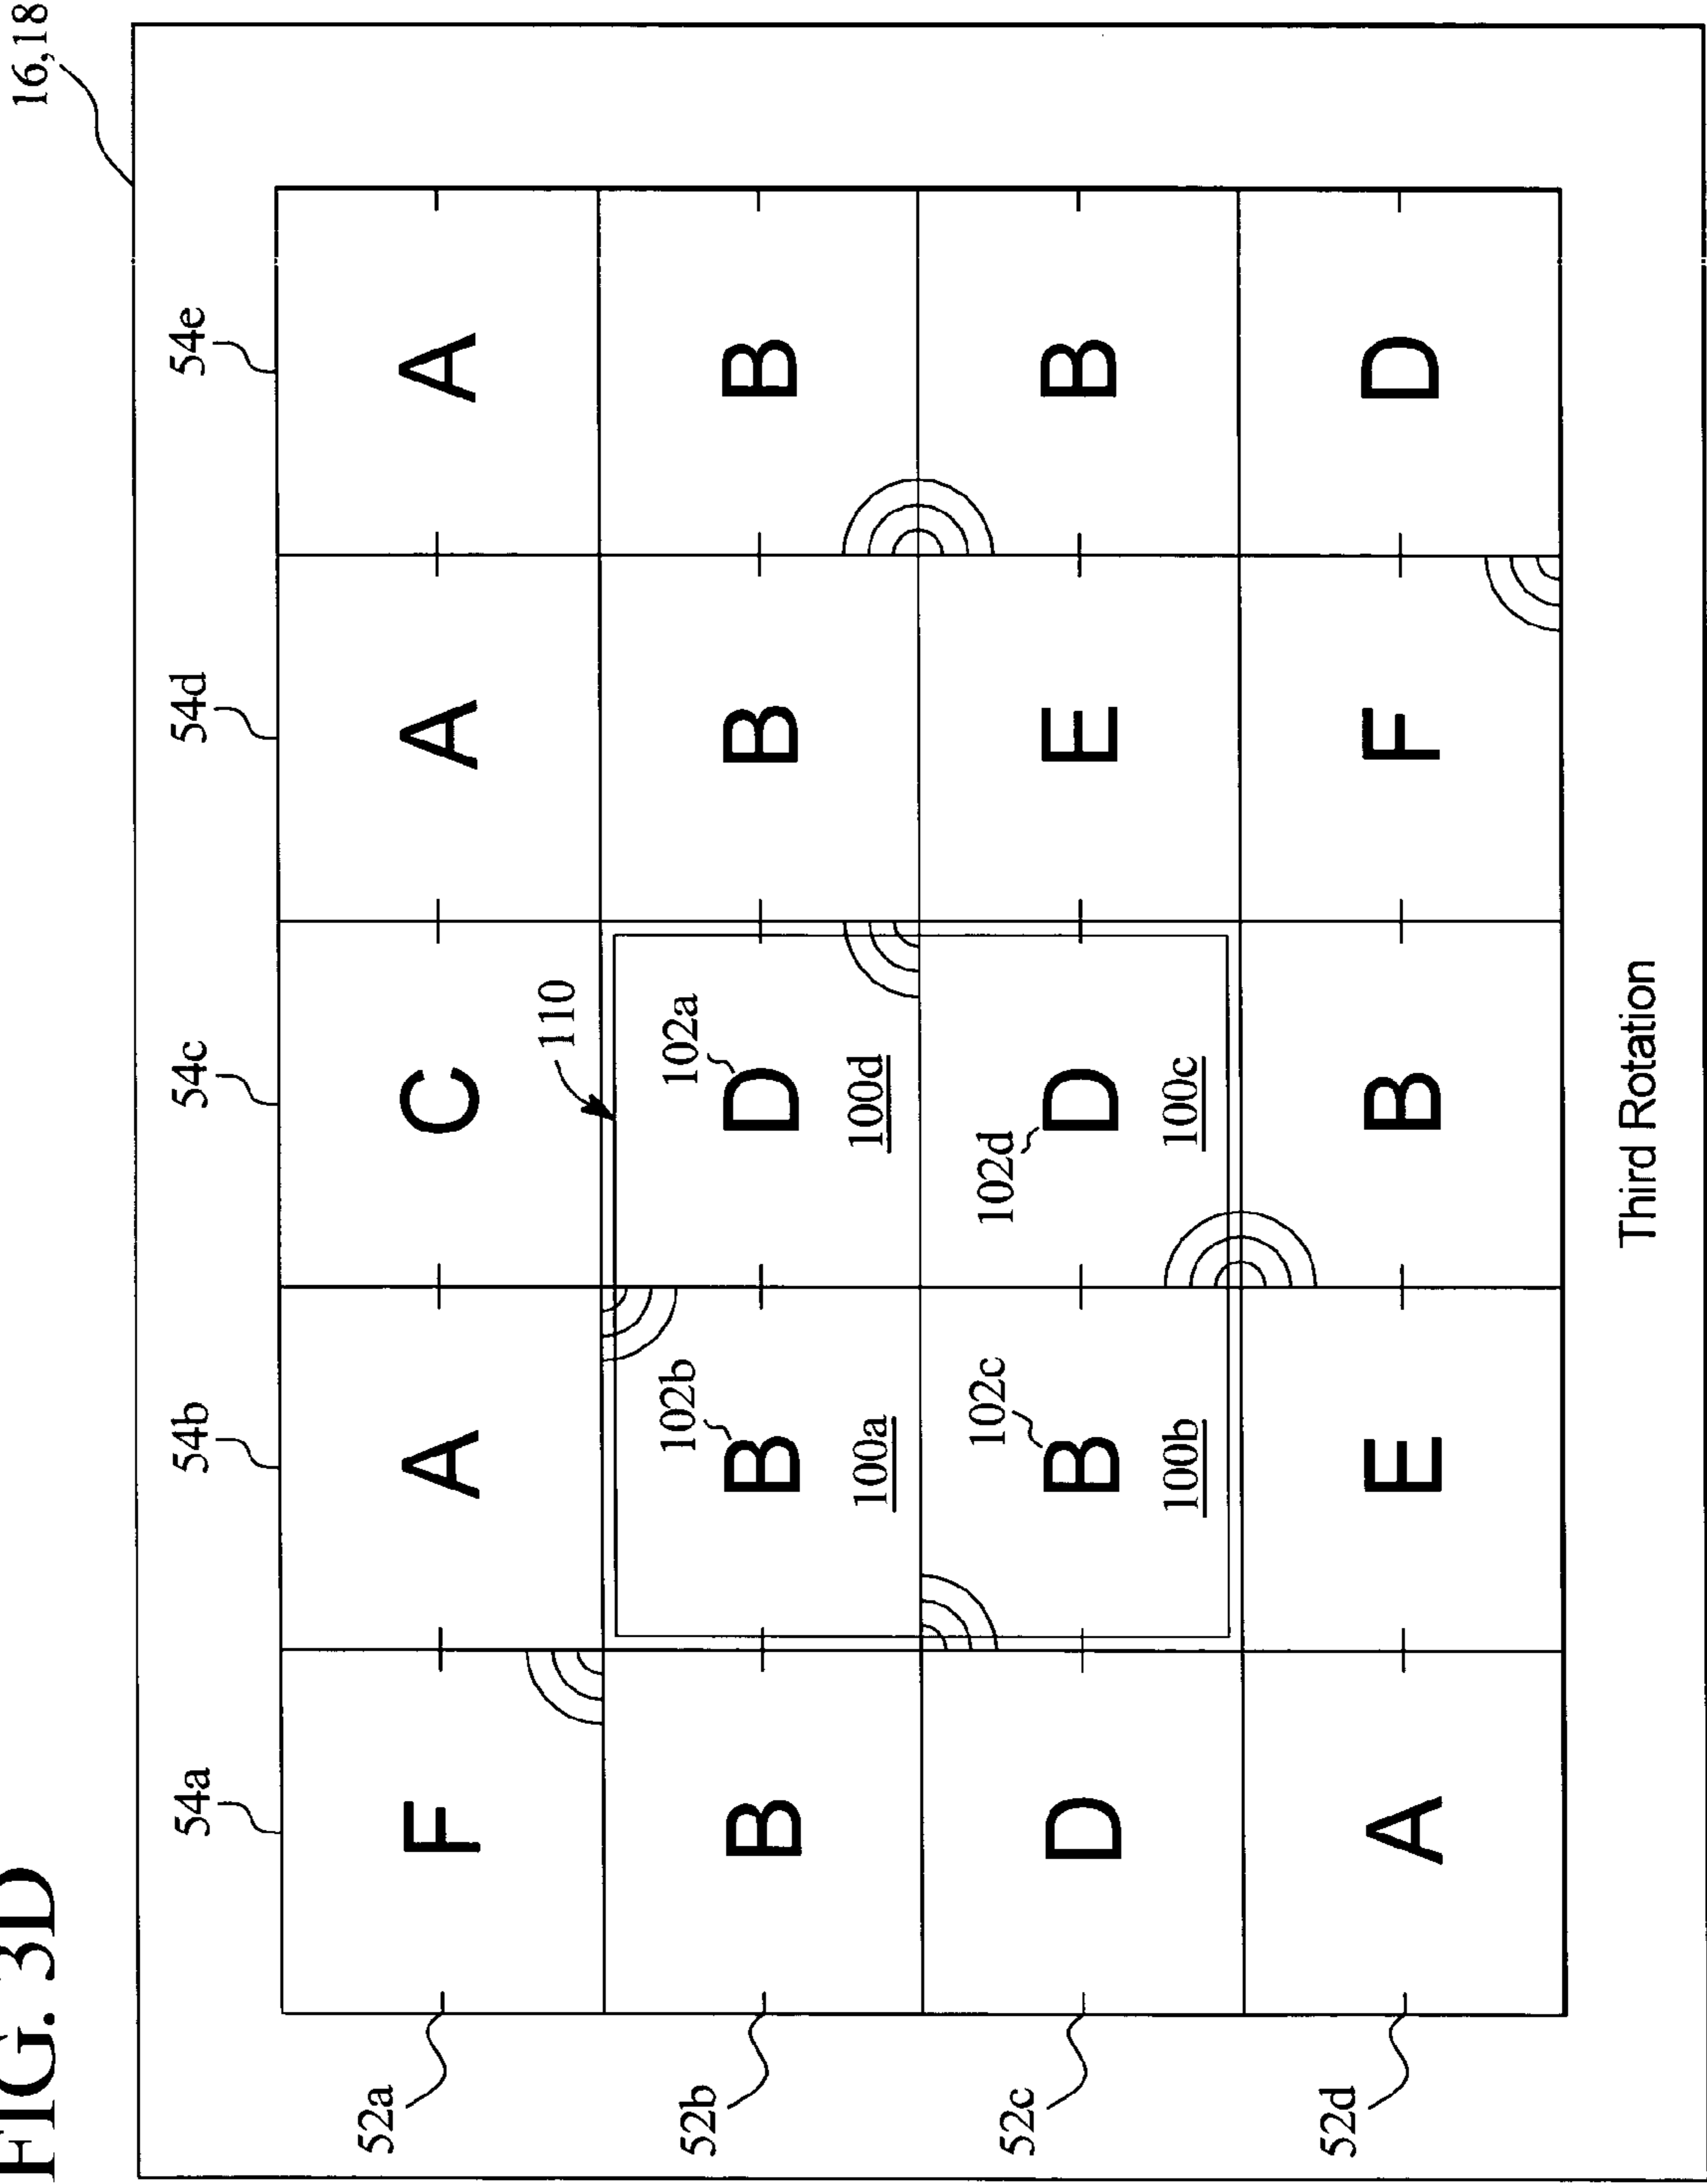 FIG. 3D
16,18
54a 54b 54c 54d 54e
52a
F A C A A
110
102b 102a
52b
B B D B B
100a 100d
102c 102d
52c
D B D E B
100b 100c
52d
A E B F D
Third Rotation